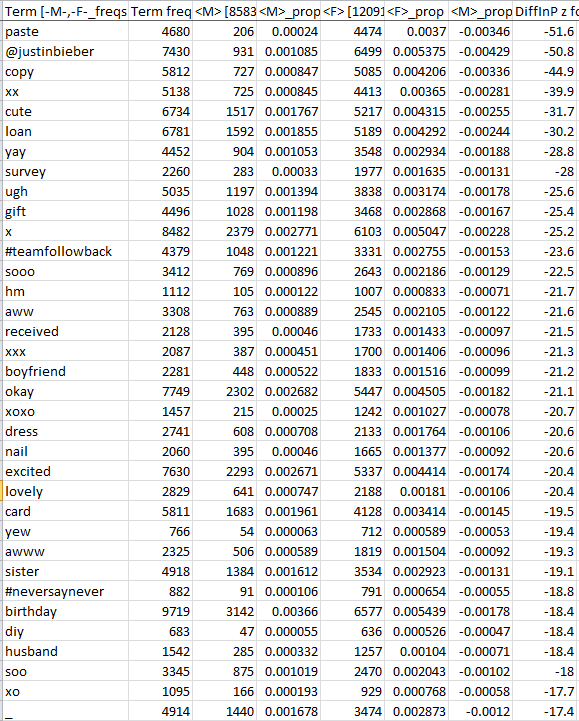 Term [-M-,-F-_freqs Term freq <M> [8583 <M>_prop <F> [12091 <F>_prop <M>_prop DiffInP z fo
paste 4680 206 0.00024 4474 0.0037 -0.00346 -51.6
@justinbieber 7430 931 0.001085 6499 0.005375 -0.00429 -50.8
copy 5812 727 0.000847 5085 0.004206 -0.00336 -44.9
xx 5138 725 0.000845 4413 0.00365 -0.00281 -39.9
cute 6734 1517 0.001767 5217 0.004315 -0.00255 -31.7
loan 6781 1592 0.001855 5189 0.004292 -0.00244 -30.2
yay 4452 904 0.001053 3548 0.002934 -0.00188 -28.8
survey 2260 283 0.00033 1977 0.001635 -0.00131 -28
ugh 5035 1197 0.001394 3838 0.003174 -0.00178 -25.6
gift 4496 1028 0.001198 3468 0.002868 -0.00167 -25.4
x 8482 2379 0.002771 6103 0.005047 -0.00228 -25.2
#teamfollowback 4379 1048 0.001221 3331 0.002755 -0.00153 -23.6
sooo 3412 769 0.000896 2643 0.002186 -0.00129 -22.5
hm 1112 105 0.000122 1007 0.000833 -0.00071 -21.7
aww 3308 763 0.000889 2545 0.002105 -0.00122 -21.6
received 2128 395 0.00046 1733 0.001433 -0.00097 -21.5
xxx 2087 387 0.000451 1700 0.001406 -0.00096 -21.3
boyfriend 2281 448 0.000522 1833 0.001516 -0.00099 -21.2
okay 7749 2302 0.002682 5447 0.004505 -0.00182 -21.1
xoxo 1457 215 0.00025 1242 0.001027 -0.00078 -20.7
dress 2741 608 0.000708 2133 0.001764 -0.00106 -20.6
nail 2060 395 0.00046 1665 0.001377 -0.00092 -20.6
excited 7630 2293 0.002671 5337 0.004414 -0.00174 -20.4
lovely 2829 641 0.000747 2188 0.00181 -0.00106 -20.4
card 5811 1683 0.001961 4128 0.003414 -0.00145 -19.5
yew 766 54 0.000063 712 0.000589 -0.00053 -19.4
awww 2325 506 0.000589 1819 0.001504 -0.00092 -19.3
sister 4918 1384 0.001612 3534 0.002923 -0.00131 -19.1
#neversaynever 882 91 0.000106 791 0.000654 -0.00055 -18.8
birthday 9719 3142 0.00366 6577 0.005439 -0.00178 -18.4
diy 683 47 0.000055 636 0.000526 -0.00047 -18.4
husband 1542 285 0.000332 1257 0.00104 -0.00071 -18.4
soo 3345 875 0.001019 2470 0.002043 -0.00102 -18
xo 1095 166 0.000193 929 0.000768 -0.00058 -17.7
_ 4914 1440 0.001678 3474 0.002873 -0.0012 -17.4